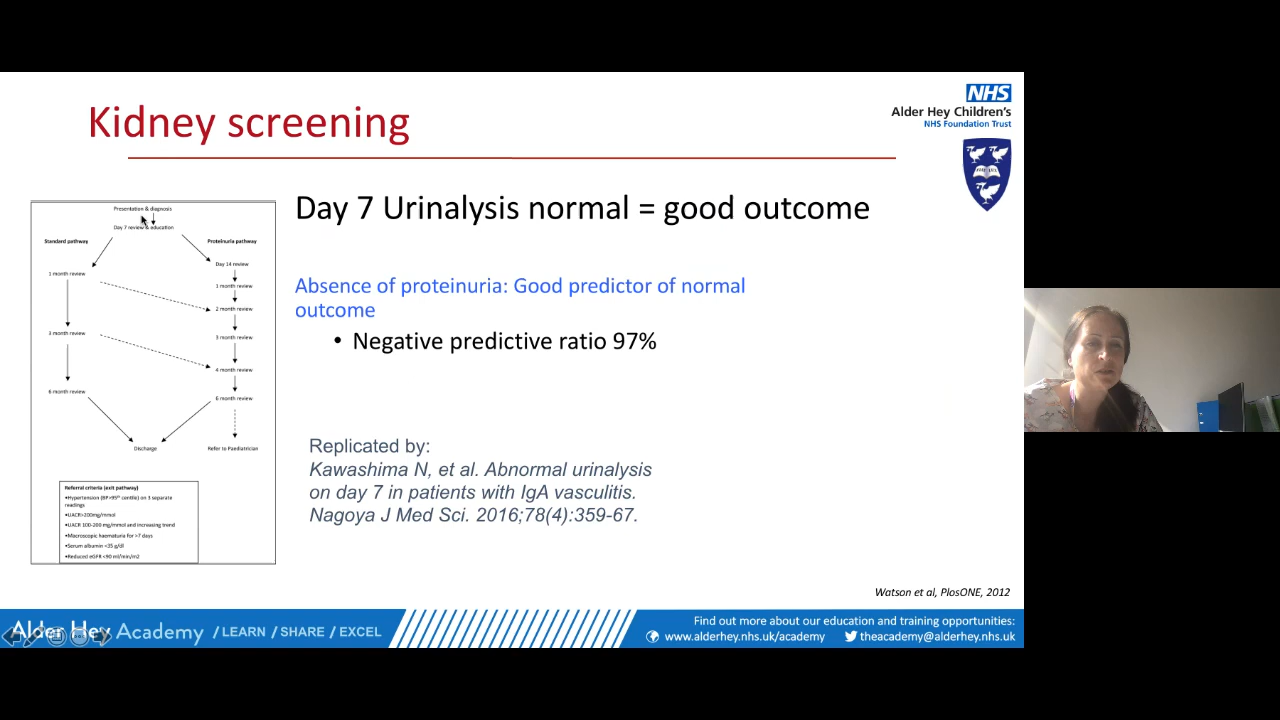 Kidney screening
NHS
Alder Hey Children's
NHS Foundation Trust
Presentation & diagnosis
Day 7 review & education
Standard pathway
Proteinuria pathway
Day 14 review
1 month review
1 month review
2 month review
3 month review
3 month review
4 month review
6 month review
6 month review
Discharge
Refer to Paediatrician
Referral criteria (exit pathway)
•Hypertension (BP>95th centile) on 3 separate
readings
•UACR>200mg/mmol
•UACR 100-200 mg/mmol and increasing trend
•Macroscopic haematuria for >7 days
•Serum albumin <35 g/dl
•Reduced eGFR <90 ml/min/m2
Day 7 Urinalysis normal = good outcome
Absence of proteinuria: Good predictor of normal
outcome
• Negative predictive ratio 97%
Replicated by:
Kawashima N, et al. Abnormal urinalysis
on day 7 in patients with IgA vasculitis.
Nagoya J Med Sci. 2016;78(4):359-67.
Watson et al, PlosONE, 2012
Alder Hey Academy / LEARN / SHARE / EXCEL
Find out more about our education and training opportunities:
www.alderhey.nhs.uk/academy theacademy@alderhey.nhs.uk